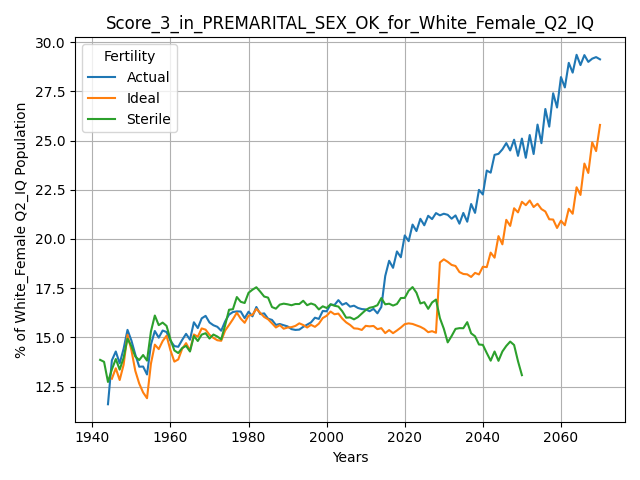 Score_3_in_PREMARITAL_SEX_OK_for_White_Female_Q2_IQ
30.0
27.5
25.0
22.5
20.0
17.5
15.0
12.5
% of White_Female Q2_IQ Population
Fertility
Actual
Ideal
Sterile
1940 1960 1980 2000 2020 2040 2060
Years